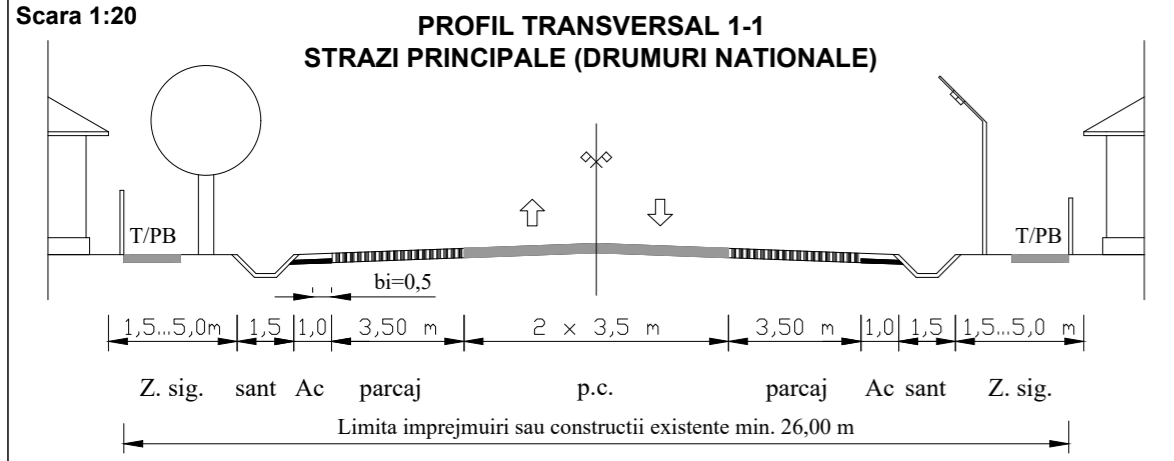 Scara 1:20
PROFIL TRANSVERSAL 1-1
STRAZI PRINCIPALE (DRUMURI NATIONALE)
T/PB T/PB
bi=0,5
1,5...5,0m 1,5 1,0 3,50 m 2 x 3,5 m 3,50 m 1,0 1,5 1,5...5,0 m
Z. sig. sant Ac parcaj p.c. parcaj Ac sant Z. sig.
Limita imprejmuiri sau constructii existente min. 26,00 m